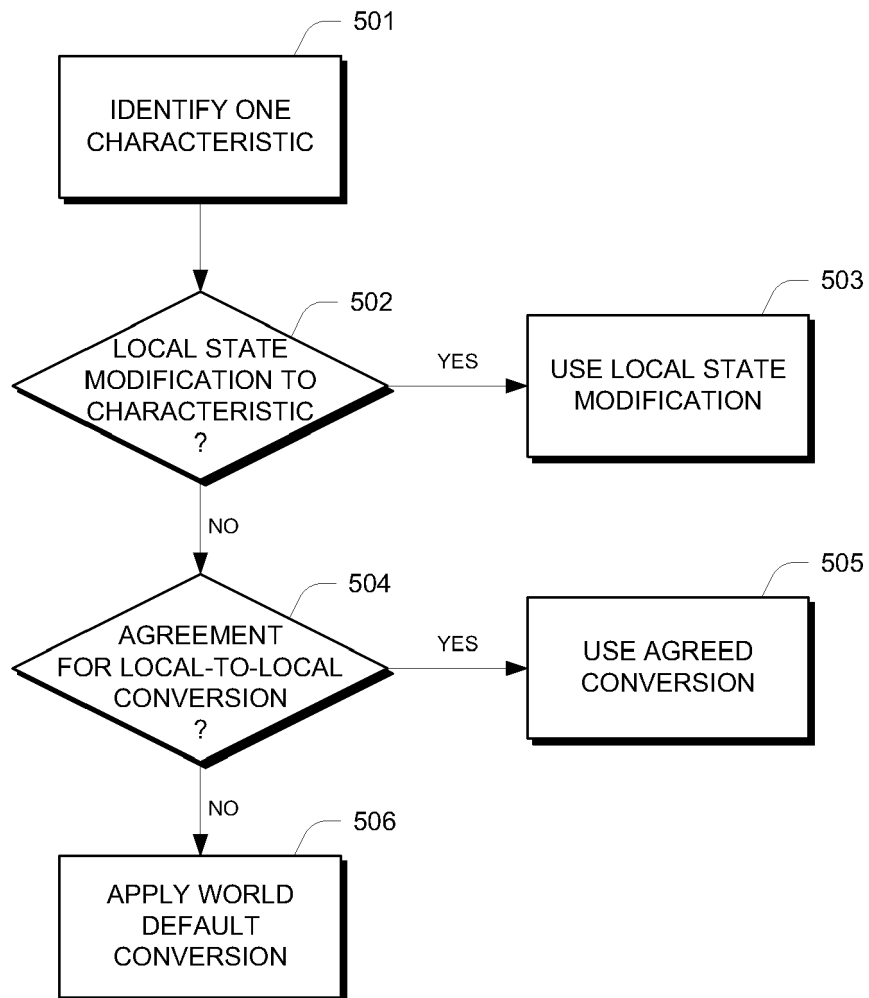 501
IDENTIFY ONE
CHARACTERISTIC
502
LOCAL STATE
MODIFICATION TO
CHARACTERISTIC
?
YES
503
USE LOCAL STATE
MODIFICATION
NO
504
AGREEMENT
FOR LOCAL-TO-LOCAL
CONVERSION
?
YES
505
USE AGREED
CONVERSION
NO
506
APPLY WORLD
DEFAULT
CONVERSION